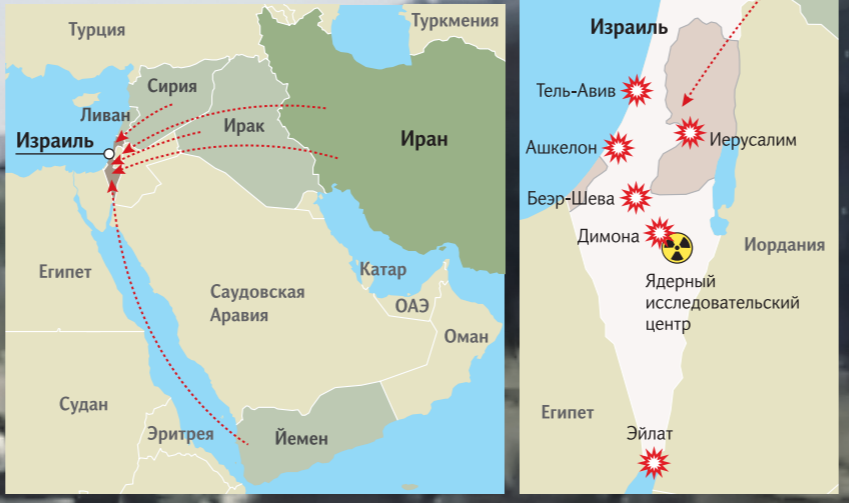 Турция
Туркмения
Сирия
Ливан
Израиль
Ирак
Иран
Египет
Саудовская
Аравия
Катар
ОАЭ
Оман
Судан
Эритрея
Йемен
Израиль
Тель-Авив
Ашкелон
Иерусалим
Беэр-Шева
Димона
Иордания
Ядерный
исследовательский
центр
Египет
Эйлат